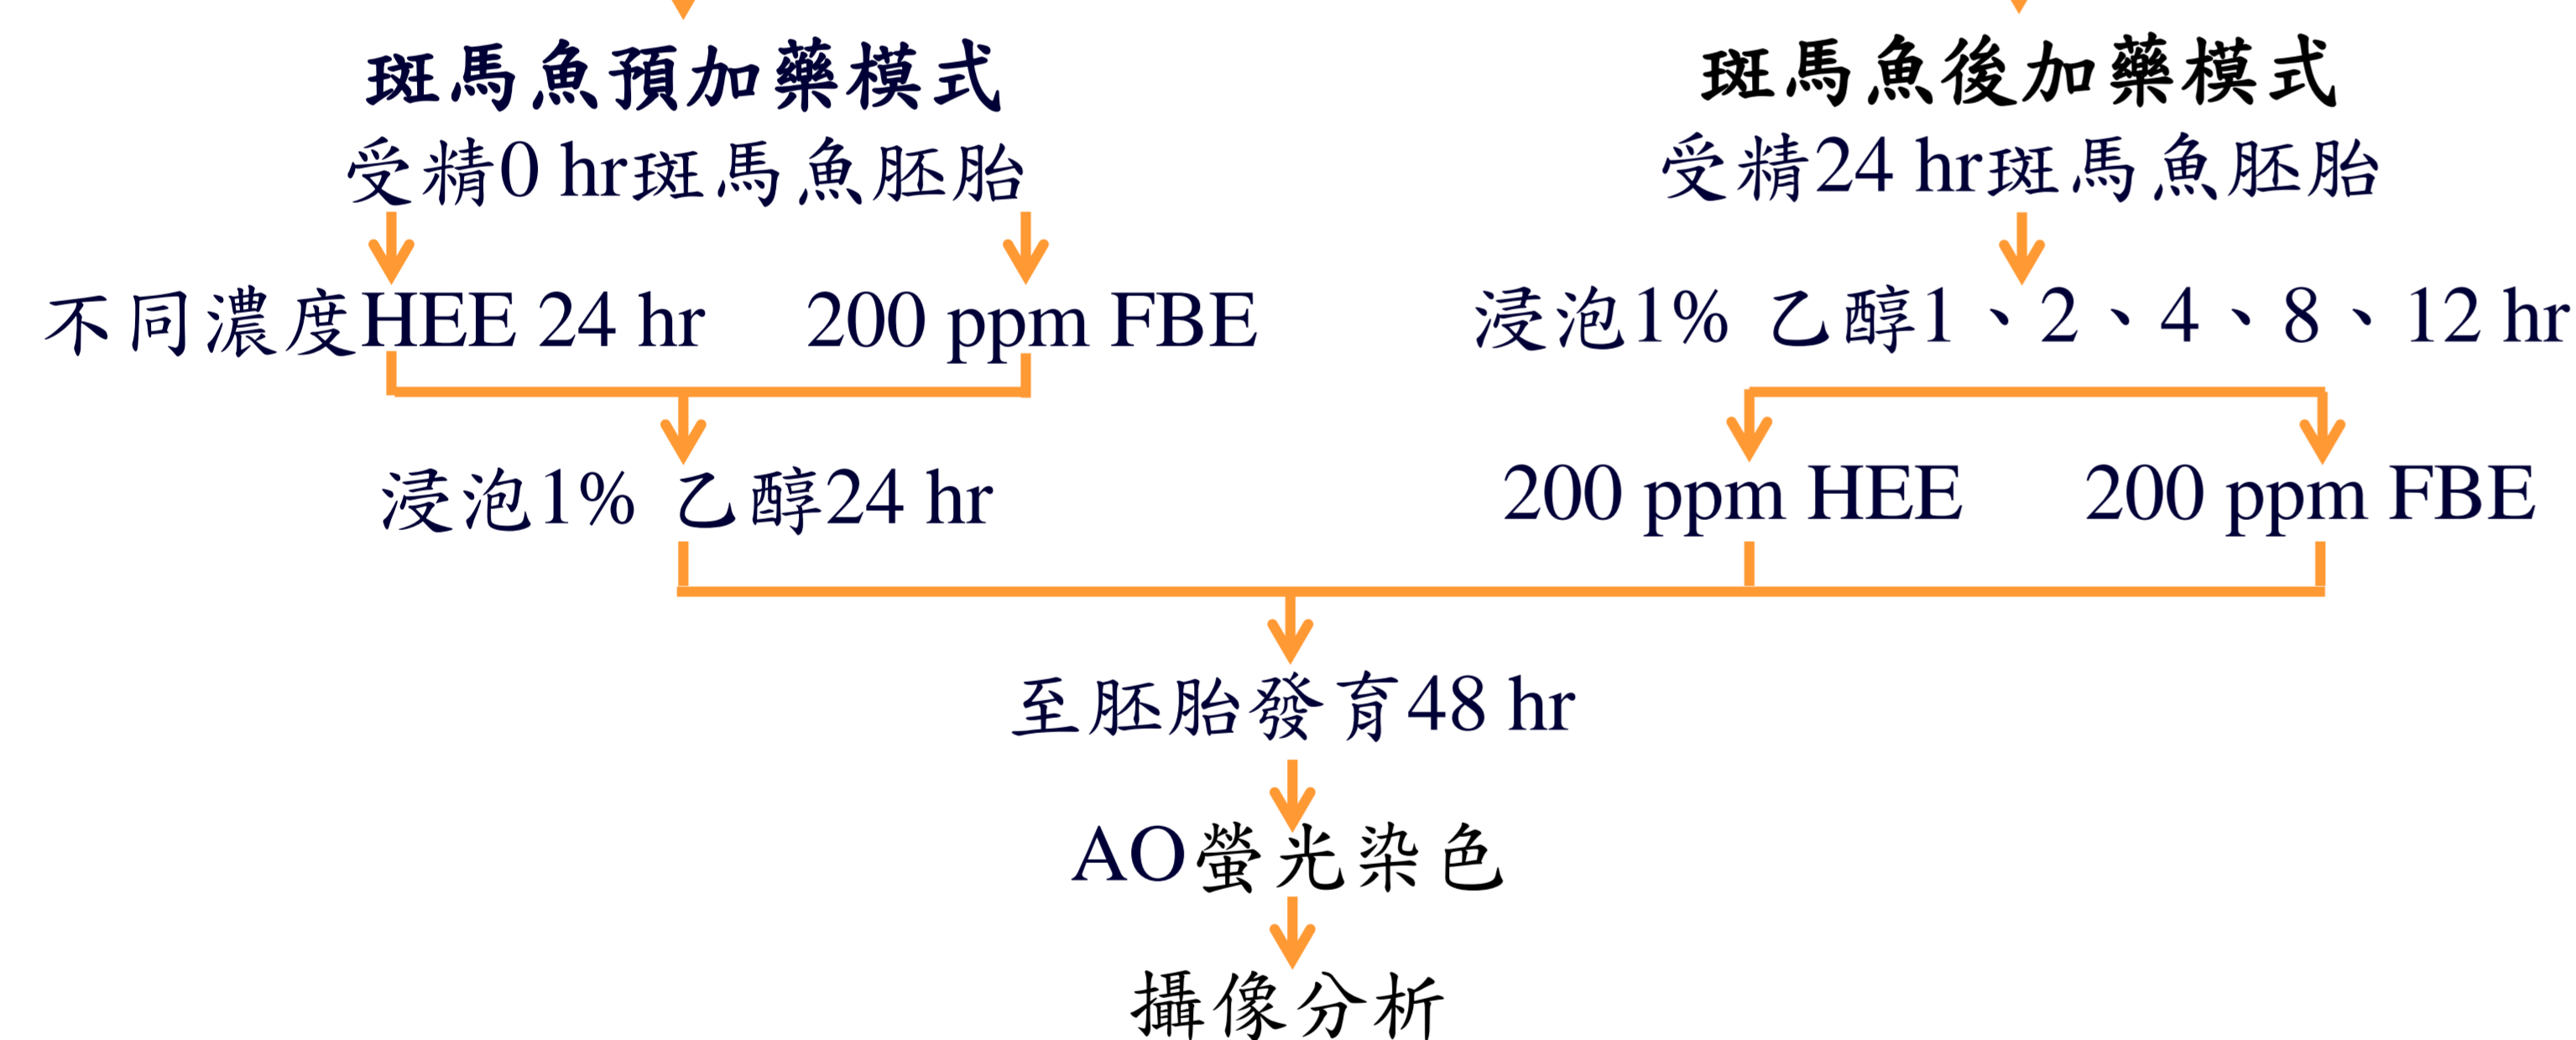 斑馬魚預加藥模式
受精0 hr斑馬魚胚胎
不同濃度HEE 24 hr
200 ppm FBE
浸泡1% 乙醇24 hr
斑馬魚後加藥模式
受精24 hr斑馬魚胚胎
浸泡1% 乙醇1、2、4、8、12 hr
200 ppm HEE
200 ppm FBE
至胚胎發育48 hr
AO螢光染色
攝像分析